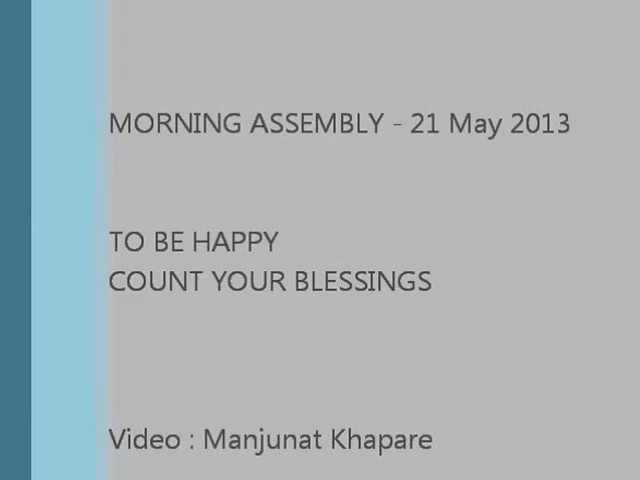 MORNING ASSEMBLY - 21 May 2013
TO BE HAPPY
COUNT YOUR BLESSINGS
Video : Manjunat Khapare